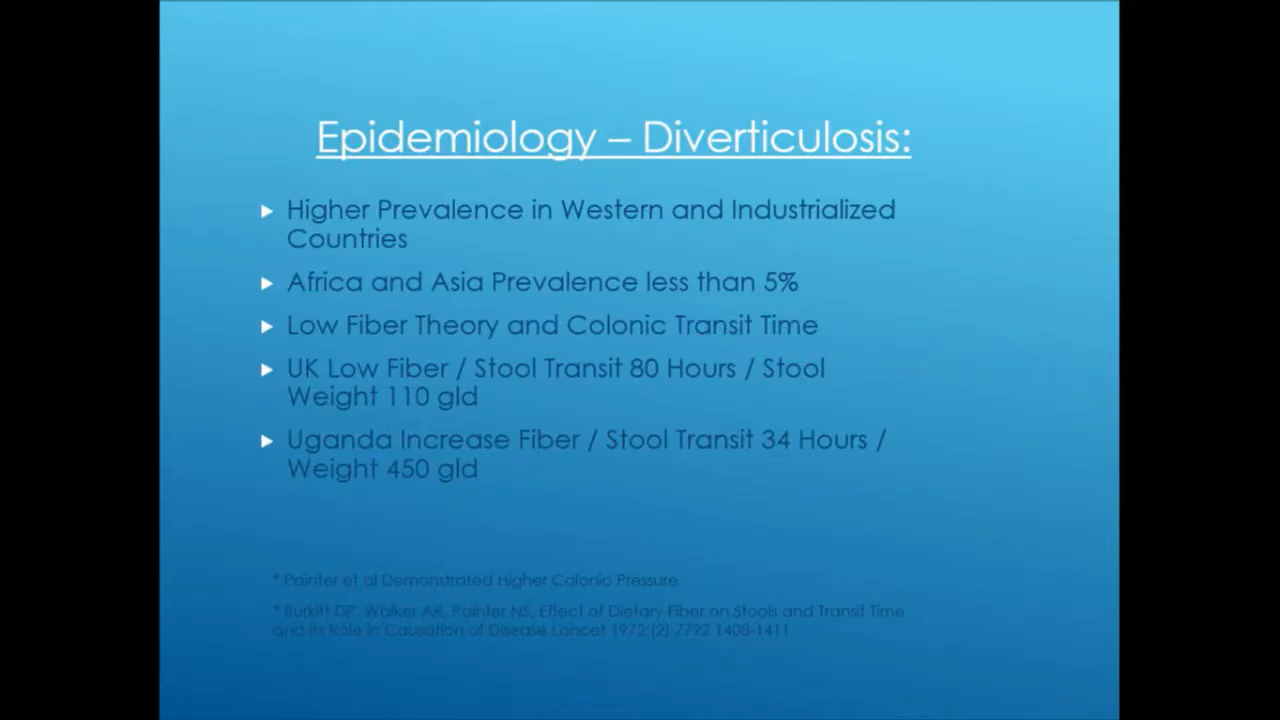 Epidemiology – Diverticulosis:
Higher Prevalence in Western and Industrialized
Countries
Africa and Asia Prevalence less than 5%
Low Fiber Theory and Colonic Transit Time
UK Low Fiber / Stool Transit 80 Hours / Stool
Weight 110 gld
Uganda Increase Fiber / Stool Transit 34 Hours /
Weight 450 gld
* Painter et al Demonstrated Higher Colonic Pressure
* Burkitt DP, Walker AR, Painter NS, Effect of Dietary Fiber on Stools and Transit Time
and its Role in Causation of Disease Lancet 1972;(2) 7792 1408-1411